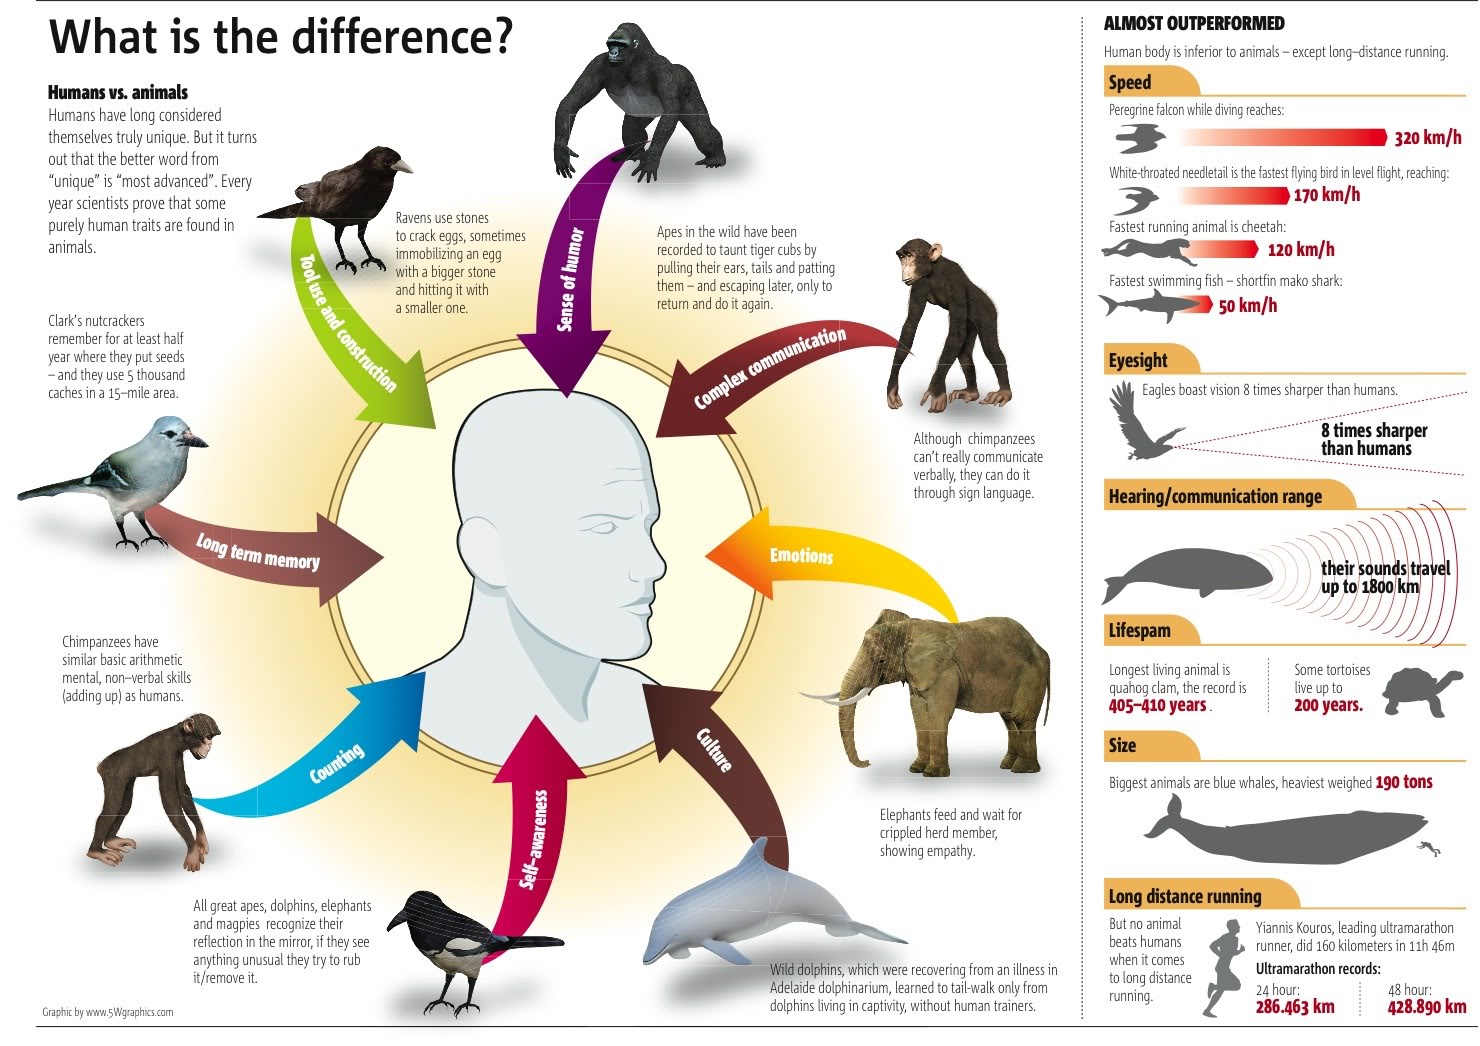 What is the difference?
Humans vs. animals
Humans have long considered
themselves truly unique. But it turns
out that the better word from
“unique” is “most advanced”. Every
year scientists prove that some
purely human traits are found in
animals.
Tool use and construction
Ravens use stones
to crack eggs, sometimes
immobilizing an egg
with a bigger stone
and hitting it with
a smaller one.
Sense of humor
Apes in the wild have been
recorded to taunt tiger cubs by
pulling their ears, tails and patting
them – and escaping later, only to
return and do it again.
Complex communication
Although chimpanzees
can’t really communicate
verbally, they can do it
through sign language.
Clark’s nutcrackers
remember for at least half
year where they put seeds
– and they use 5 thousand
caches in a 15–mile area.
Long term memory
Emotions
Elephants feed and wait for
crippled herd member,
showing empathy.
Chimpanzees have
similar basic arithmetic
mental, non–verbal skills
(adding up) as humans.
Counting
Culture
Self–awareness
All great apes, dolphins, elephants
and magpies recognize their
reflection in the mirror, if they see
anything unusual they try to rub
it/remove it.
Wild dolphins, which were recovering from an illness in
Adelaide dolphinarium, learned to tail-walk only from
dolphins living in captivity, without human trainers.
Graphic by www.5Wgraphics.com
ALMOST OUTPERFORMED
Human body is inferior to animals – except long–distance running.
Speed
Peregrine falcon while diving reaches:
320 km/h
White-throated needletail is the fastest flying bird in level flight, reaching:
170 km/h
Fastest running animal is cheetah:
120 km/h
Fastest swimming fish – shortfin mako shark:
50 km/h
Eyesight
Eagles boast vision 8 times sharper than humans.
8 times sharper
than humans
Hearing/communication range
their sounds travel
up to 1800 km
Lifespam
Longest living animal is
quahog clam, the record is
405–410 years .
Some tortoises
live up to
200 years.
Size
Biggest animals are blue whales, heaviest weighed 190 tons
Long distance running
But no animal
beats humans
when it comes
to long distance
running.
Yiannis Kouros, leading ultramarathon
runner, did 160 kilometers in 11h 46m
Ultramarathon records:
24 hour:
286.463 km
48 hour:
428.890 km